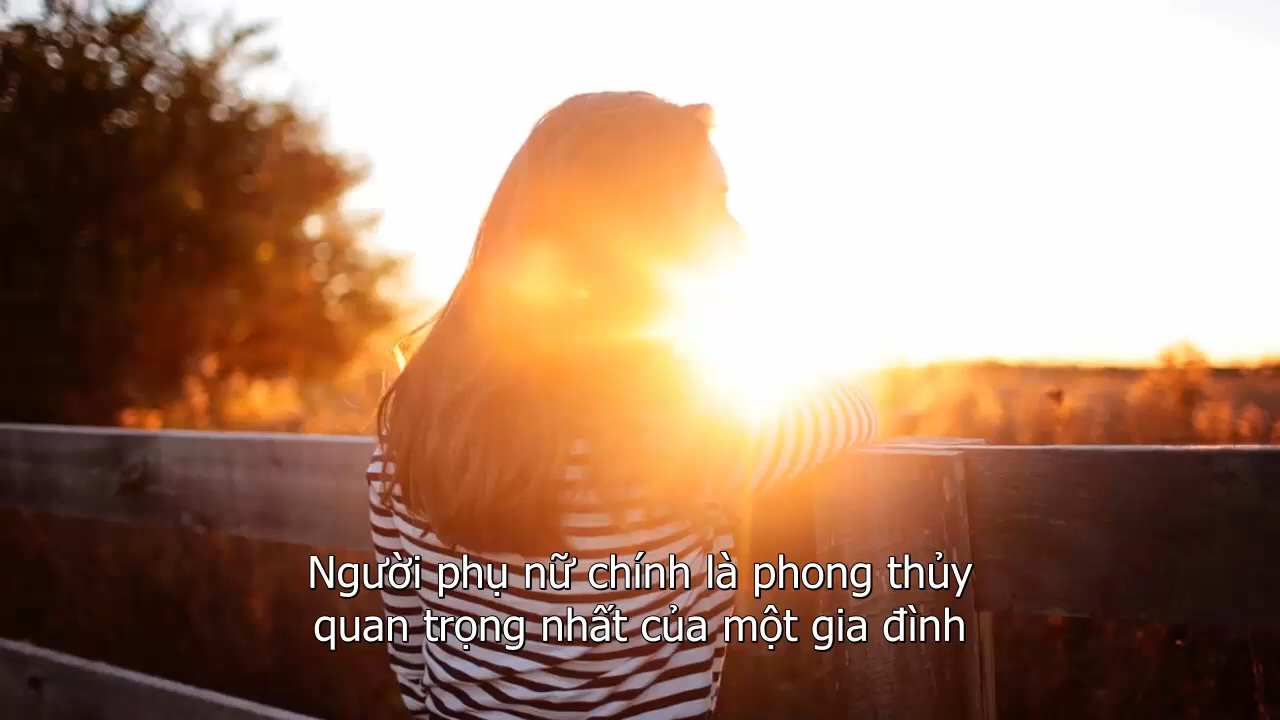 Người phụ nữ chính là phong thủy
quan trọng nhất của một gia đình